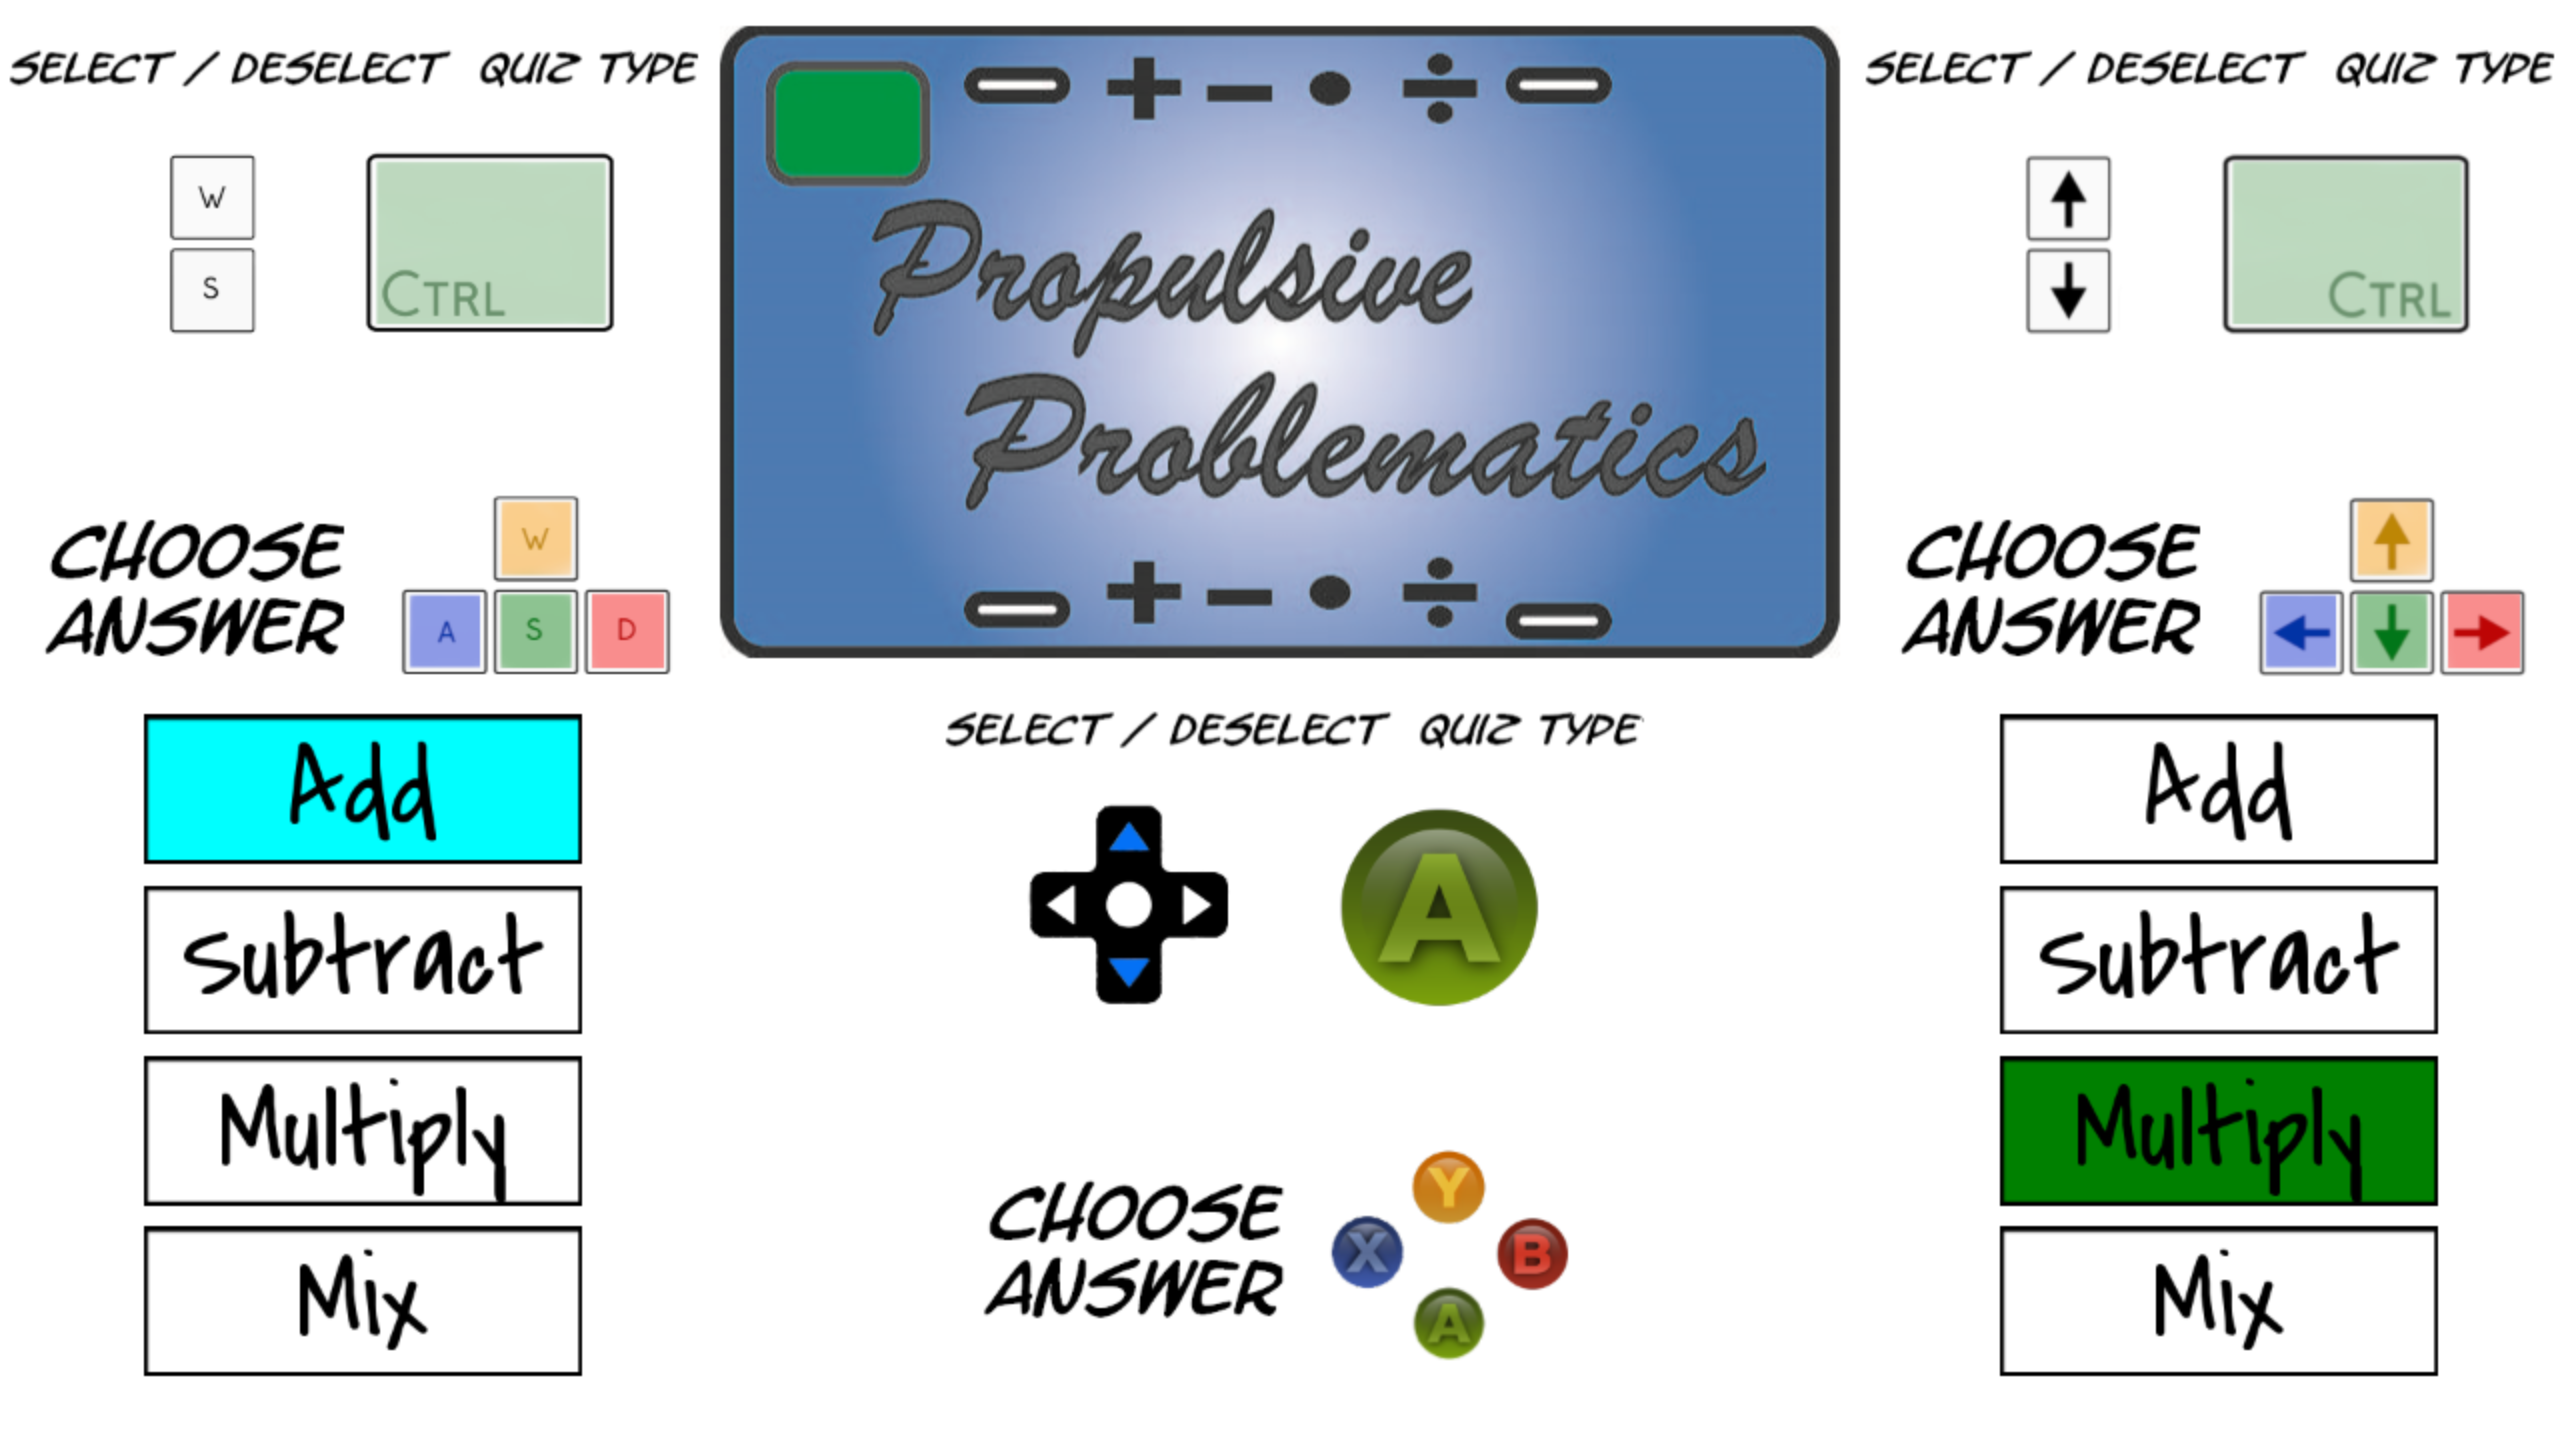 SELECT / DESELECT QUIZ TYPE
W
S
CTRL
CHOOSE
ANSWER
W
A S D
Add
Subtract
Multiply
Mix
Propulsive
Problematics
SELECT / DESELECT QUIZ TYPE
A
CHOOSE
ANSWER
Y
X B
A
SELECT / DESELECT QUIZ TYPE
CTRL
CHOOSE
ANSWER
Add
Subtract
Multiply
Mix